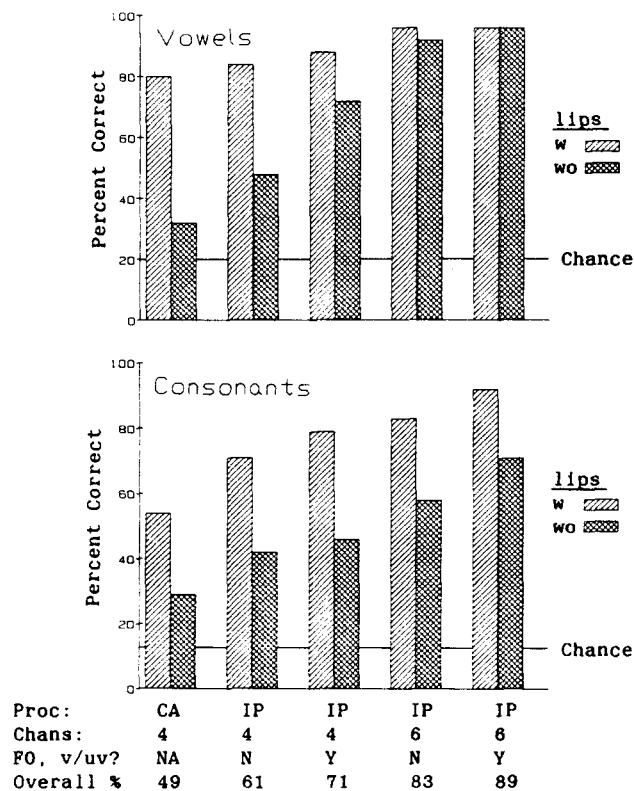 Vowels
Percent Correct
100
80
60
40
20
0
lips
W
WO
Chance
Consonants
Percent Correct
100
80
60
40
20
0
lips
W
WO
Chance
Proc: CA IP IP IP IP
Chans: 4 4 4 6 6
F0, v/uv? NA N Y N Y
Overall % 49 61 71 83 89